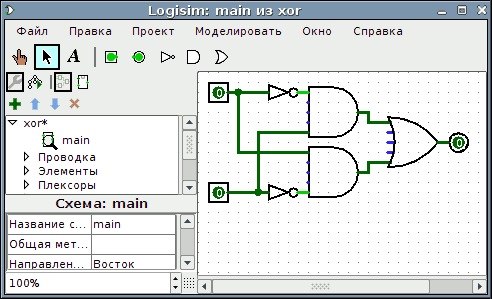 Logisim: main из xor
Файл Правка Проект Моделировать Окно Справка
A
xor*
main
Проводка
Элементы
Плексоры
Схема: main
Название с... main
Общая мет...
Направлен... Восток
100%
0
0
0